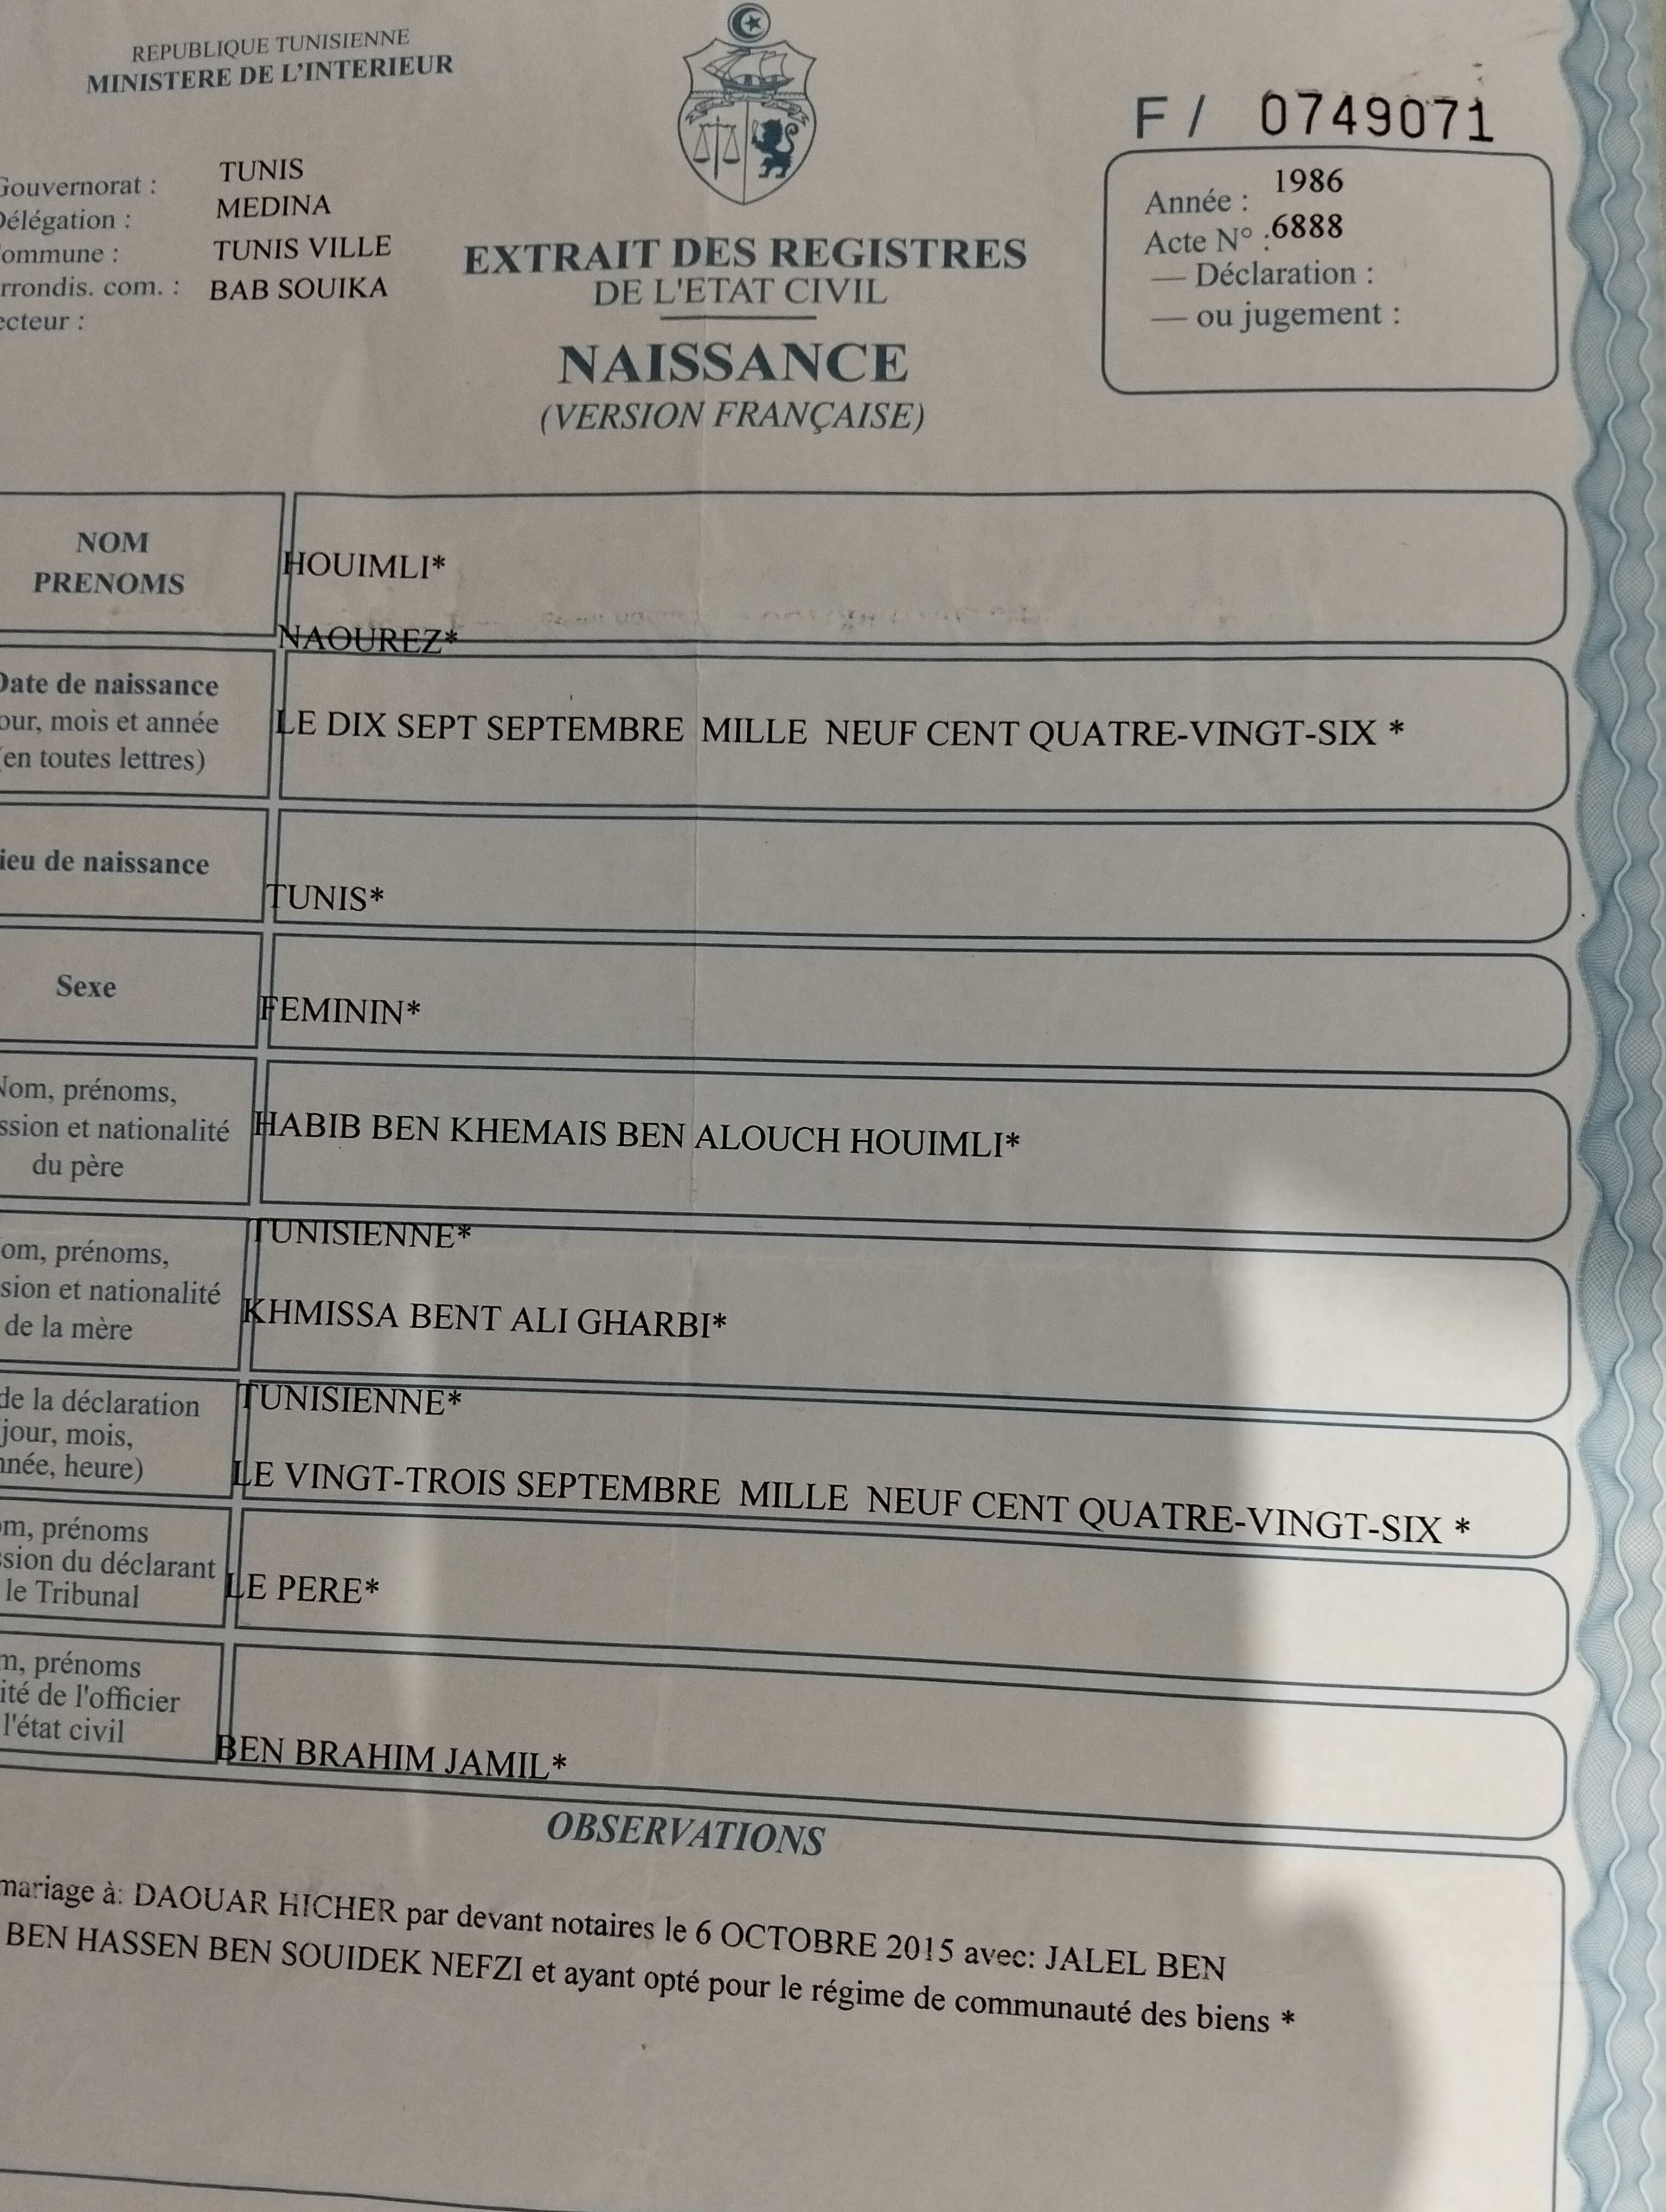 REPUBLIQUE TUNISIENNE
MINISTERE DE L'INTERIEUR
F / 0749071
Gouvernorat : TUNIS
Délégation : MEDINA
ommune : TUNIS VILLE
rrondis. com. : BAB SOUIKA
ecteur :
EXTRAIT DES REGISTRES
DE L'ETAT CIVIL
NAISSANCE
(VERSION FRANÇAISE)
Année : 1986
Acte N° : 6888
— Déclaration :
— ou jugement :
NOM
PRENOMS
HOUIMLI*
NAOUREZ*
Date de naissance
our, mois et année
(en toutes lettres)
LE DIX SEPT SEPTEMBRE MILLE NEUF CENT QUATRE-VINGT-SIX *
ieu de naissance
TUNIS*
Sexe
FEMININ*
Nom, prénoms,
ssion et nationalité
du père
HABIB BEN KHEMAIS BEN ALOUCH HOUIMLI*
TUNISIENNE*
om, prénoms,
sion et nationalité
de la mère
KHMISSA BENT ALI GHARBI*
TUNISIENNE*
de la déclaration
jour, mois,
nnée, heure)
LE VINGT-TROIS SEPTEMBRE MILLE NEUF CENT QUATRE-VINGT-SIX *
om, prénoms
ssion du déclarant
le Tribunal
LE PERE*
m, prénoms
ité de l'officier
l'état civil
BEN BRAHIM JAMIL*
OBSERVATIONS
mariage à: DAOUAR HICHER par devant notaires le 6 OCTOBRE 2015 avec: JALEL BEN
BEN HASSEN BEN SOUIDEK NEFZI et ayant opté pour le régime de communauté des biens *